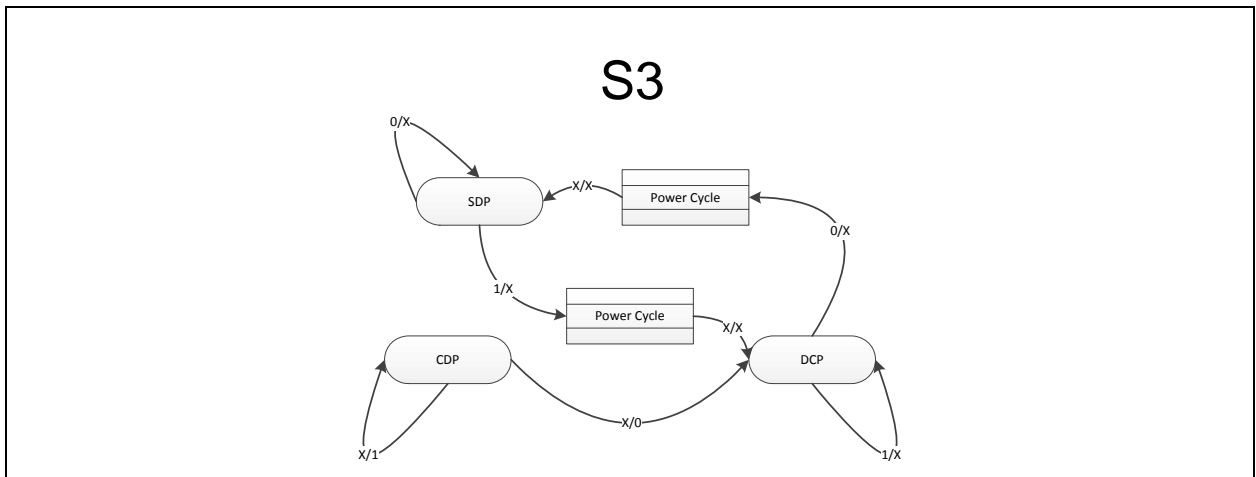 S3
0/X
SDP
X/X
Power Cycle
0/X
1/X
Power Cycle
X/X
CDP
DCP
X/0
X/1
1/X